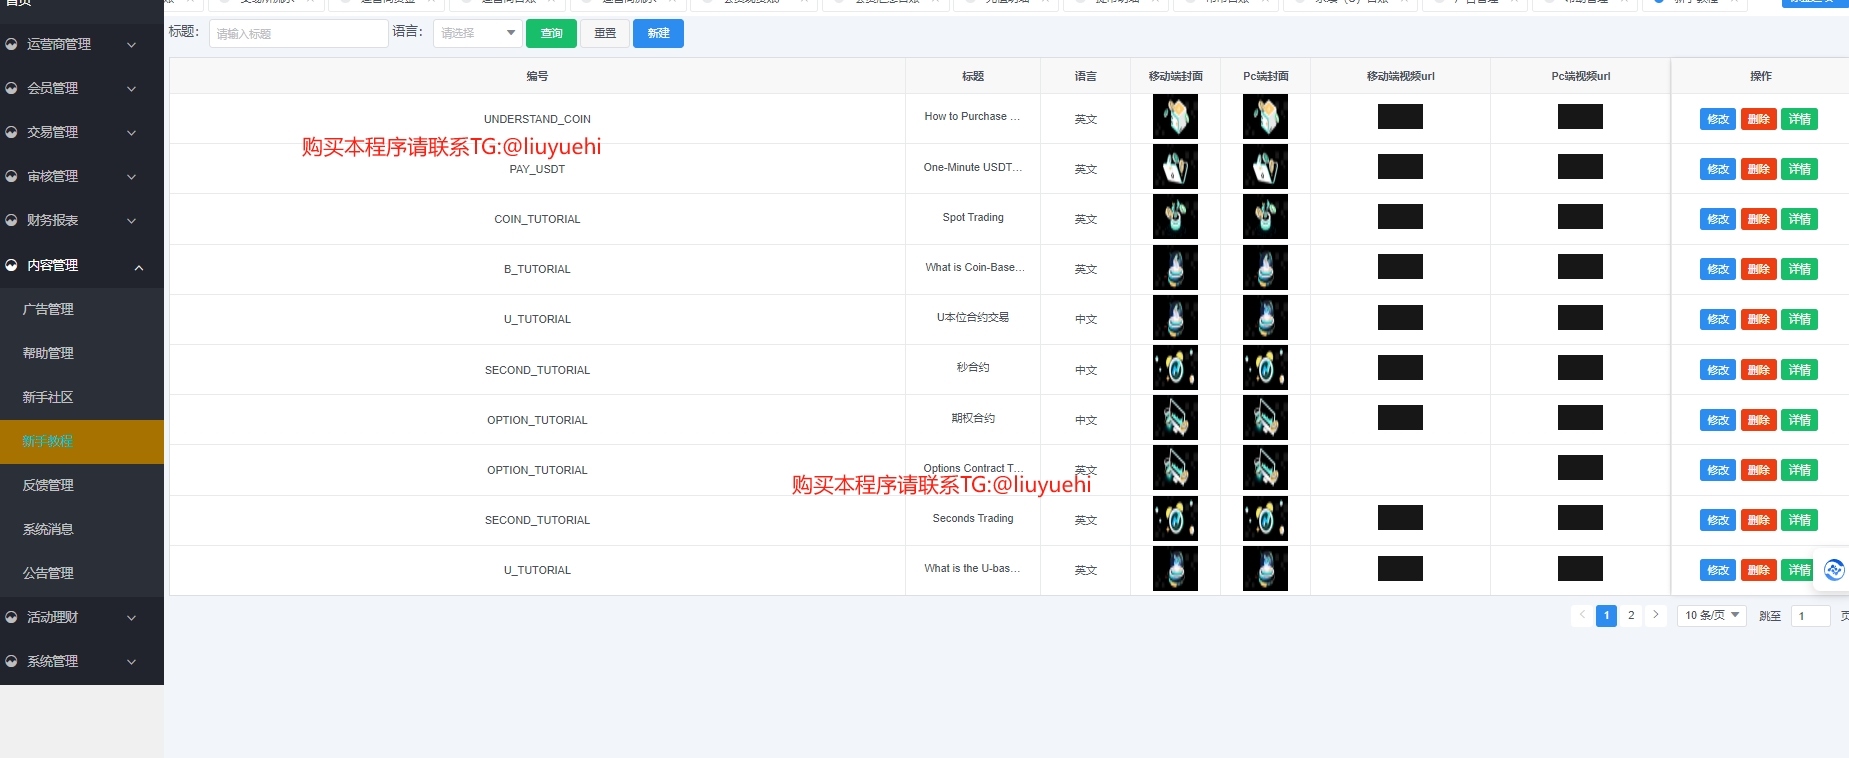 首页
标题: 请输入标题 语言: 请选择 查询 重置 新建
运营商管理
会员管理
交易管理
审核管理
财务报表
内容管理
广告管理
帮助管理
新手社区
新手教程
反馈管理
系统消息
公告管理
活动理财
系统管理
编号 标题 语言 移动端封面 Pc端封面 移动端视频url Pc端视频url 操作
UNDERSTAND_COIN How to Purchase ... 英文 修改 删除 详情
购买本程序请联系TG:@liuyuehi
PAY_USDT One-Minute USDT... 英文 修改 删除 详情
COIN_TUTORIAL Spot Trading 英文 修改 删除 详情
B_TUTORIAL What is Coin-Base... 英文 修改 删除 详情
U_TUTORIAL U本位合约交易 中文 修改 删除 详情
SECOND_TUTORIAL 秒合约 中文 修改 删除 详情
OPTION_TUTORIAL 期权合约 中文 修改 删除 详情
OPTION_TUTORIAL Options Contract T... 英文 修改 删除 详情
购买本程序请联系TG:@liuyuehi
SECOND_TUTORIAL Seconds Trading 英文 修改 删除 详情
U_TUTORIAL What is the U-bas... 英文 修改 删除 详情
1 2 10 条/页 跳至 1 页